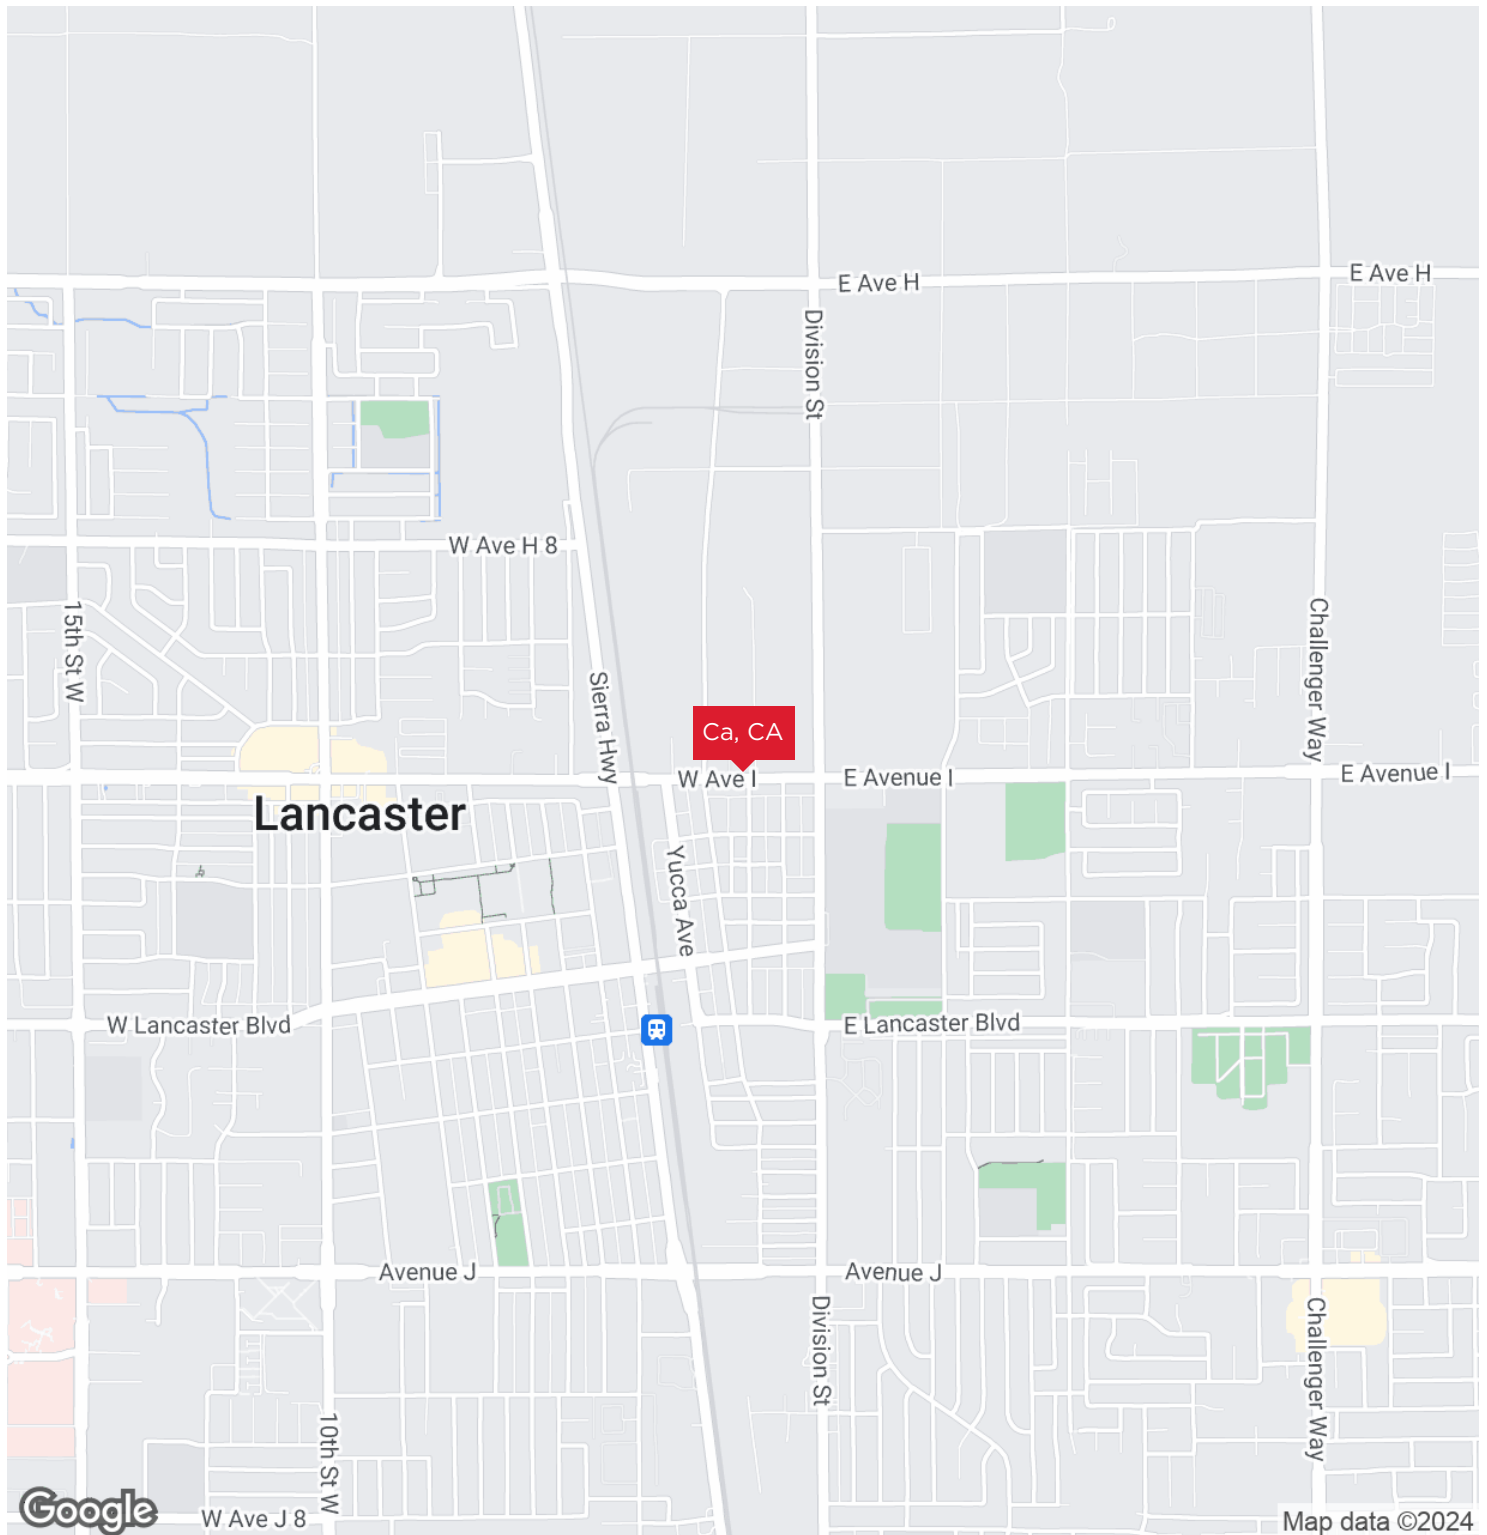 E Ave H
E Ave H
Division St
W Ave H 8
15th St W
Challenger Way
Sierra Hwy
Ca, CA
W Ave I
E Avenue I
E Avenue I
Lancaster
Yucca Ave
W Lancaster Blvd
E Lancaster Blvd
Avenue J
Avenue J
Division St
Challenger Way
10th St W
Google
W Ave J 8
Map data ©2024